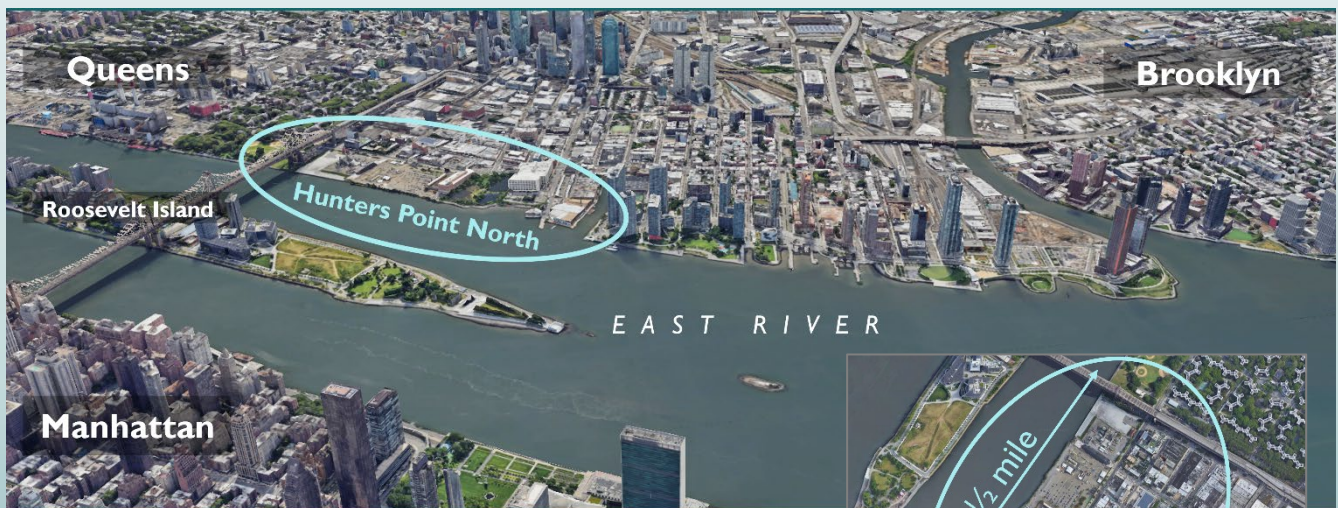 Queens
Brooklyn
Roosevelt Island
Hunters Point North
EAST RIVER
Manhattan
½ mile